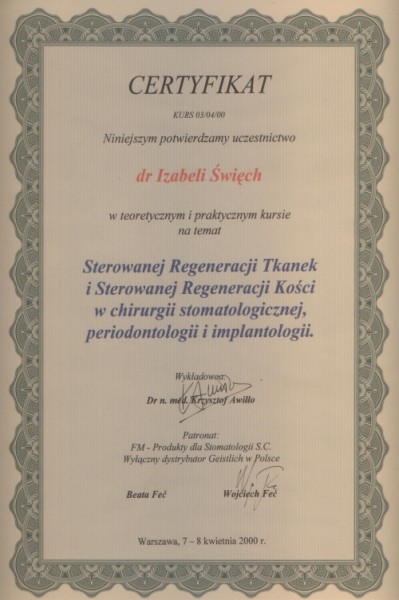 CERTYFIKAT
KURS 03/04/00
Niniejszym potwierdzamy uczestnictwo
dr Izabeli Święch
w teoretycznym i praktycznym kursie
na temat
Sterowanej Regeneracji Tkanek
i Sterowanej Regeneracji Kości
w chirurgii stomatologicznej,
periodontologii i implantologii.
Wykładowca:
Dr n. med. Krzysztof Awiłło
Patronat:
FM - Produkty dla Stomatologii S.C.
Wyłączny dystrybutor Geistlich w Polsce
Beata Feč Wojciech Feč
Warszawa, 7 – 8 kwietnia 2000 r.